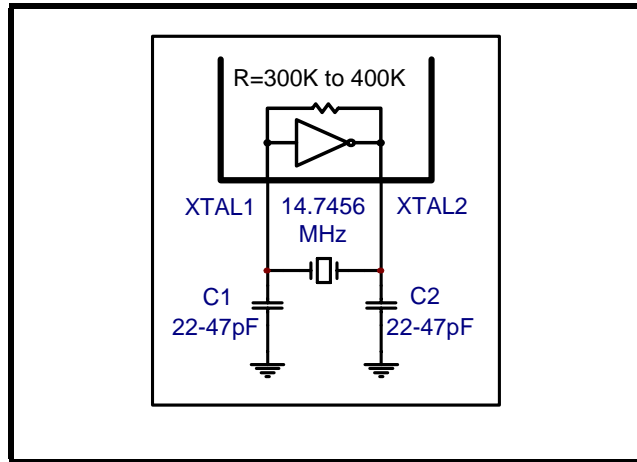 R=300K to 400K
XTAL1
14.7456
MHz
XTAL2
C1
22-47pF
C2
22-47pF